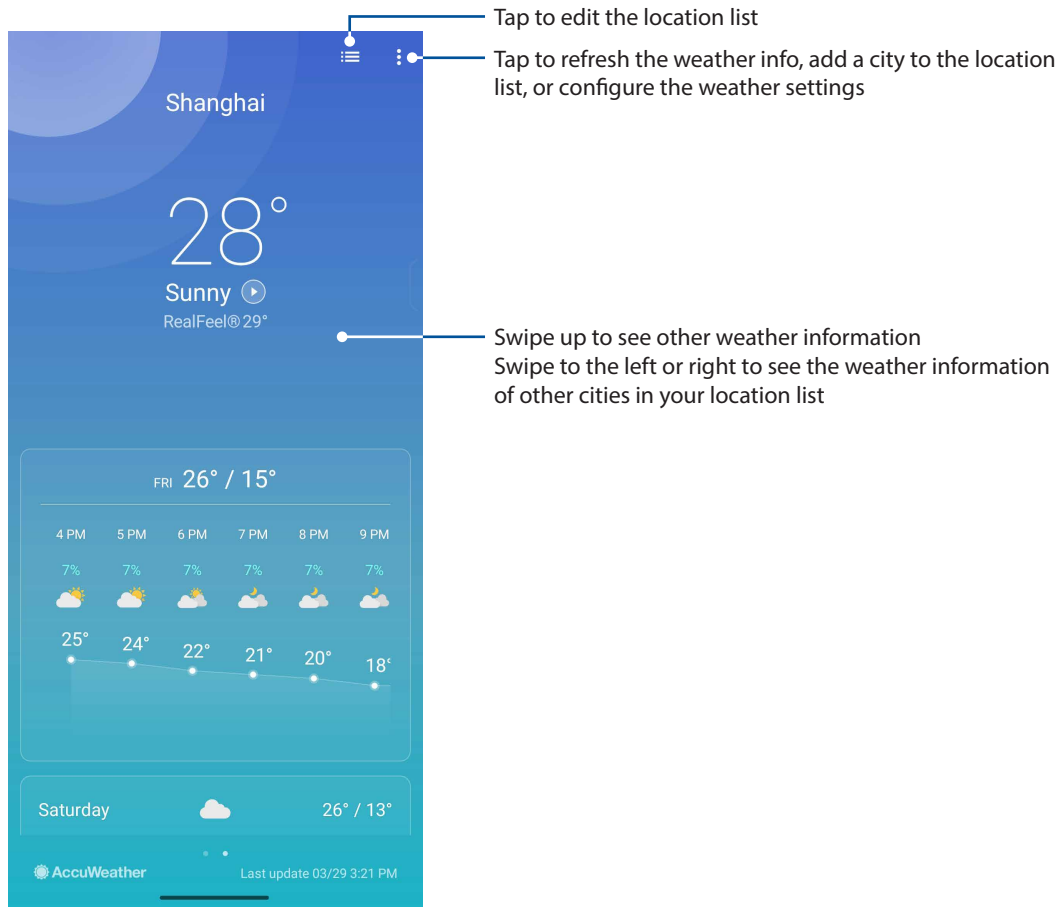 Tap to edit the location list
Tap to refresh the weather info, add a city to the location
list, or configure the weather settings
Shanghai
28°
Sunny
RealFeel® 29°
Swipe up to see other weather information
Swipe to the left or right to see the weather information
of other cities in your location list
FRI 26° / 15°
4 PM 5 PM 6 PM 7 PM 8 PM 9 PM
7% 7% 7% 7% 7% 7%
25° 24° 22° 21° 20° 18°
Saturday 26° / 13°
AccuWeather Last update 03/29 3:21 PM